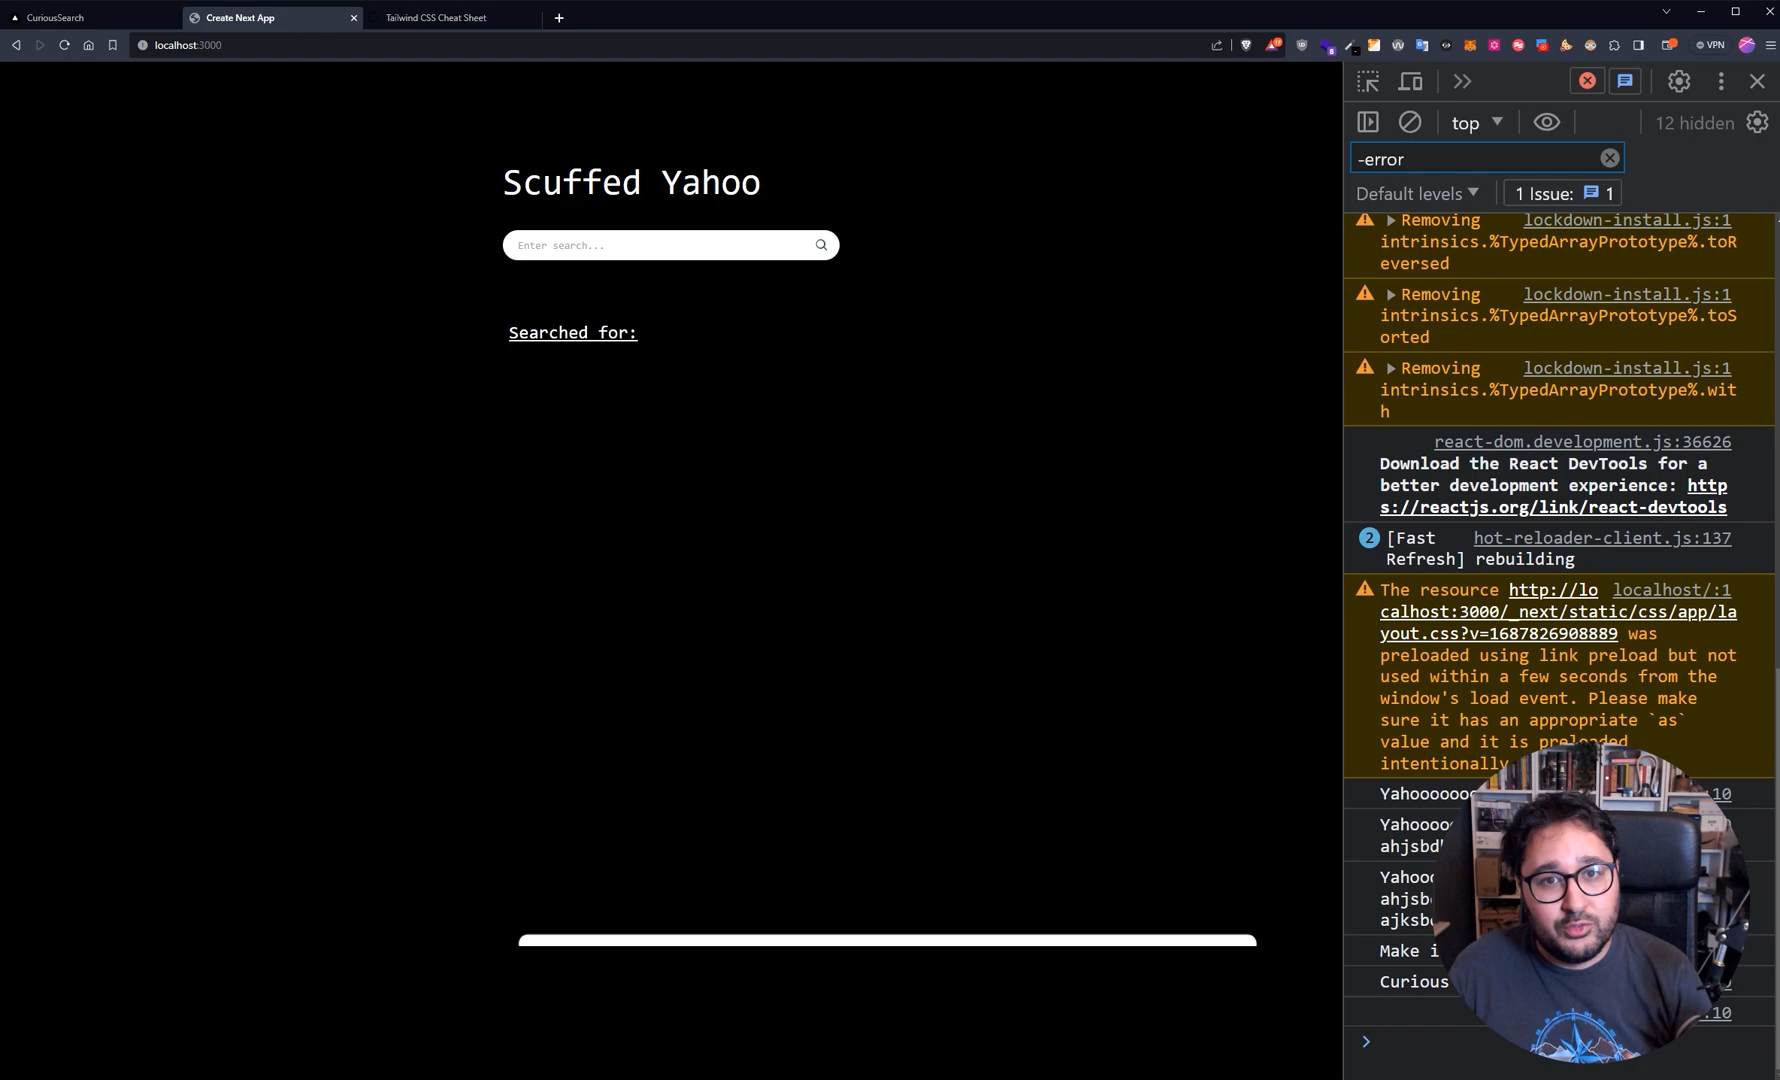 CuriousSearch
Create Next App
Tailwind CSS Cheat Sheet
localhost:3000
VPN
Scuffed Yahoo
Enter search...
Searched for:
top
12 hidden
-error
Default levels
1 Issue: 1
Removing lockdown-install.js:1
intrinsics.%TypedArrayPrototype%.toR
eversed
Removing lockdown-install.js:1
intrinsics.%TypedArrayPrototype%.toS
orted
Removing lockdown-install.js:1
intrinsics.%TypedArrayPrototype%.wit
h
react-dom.development.js:36626
Download the React DevTools for a
better development experience: http
s://reactjs.org/link/react-devtools
2 [Fast hot-reloader-client.js:137
Refresh] rebuilding
The resource http://lo localhost/:1
calhost:3000/_next/static/css/app/la
yout.css?v=1687826908889 was
preloaded using link preload but not
used within a few seconds from the
window's load event. Please make
sure it has an appropriate `as`
value and it is preloaded
intentionally
:10
ahjsbd
Make
Curious
:10